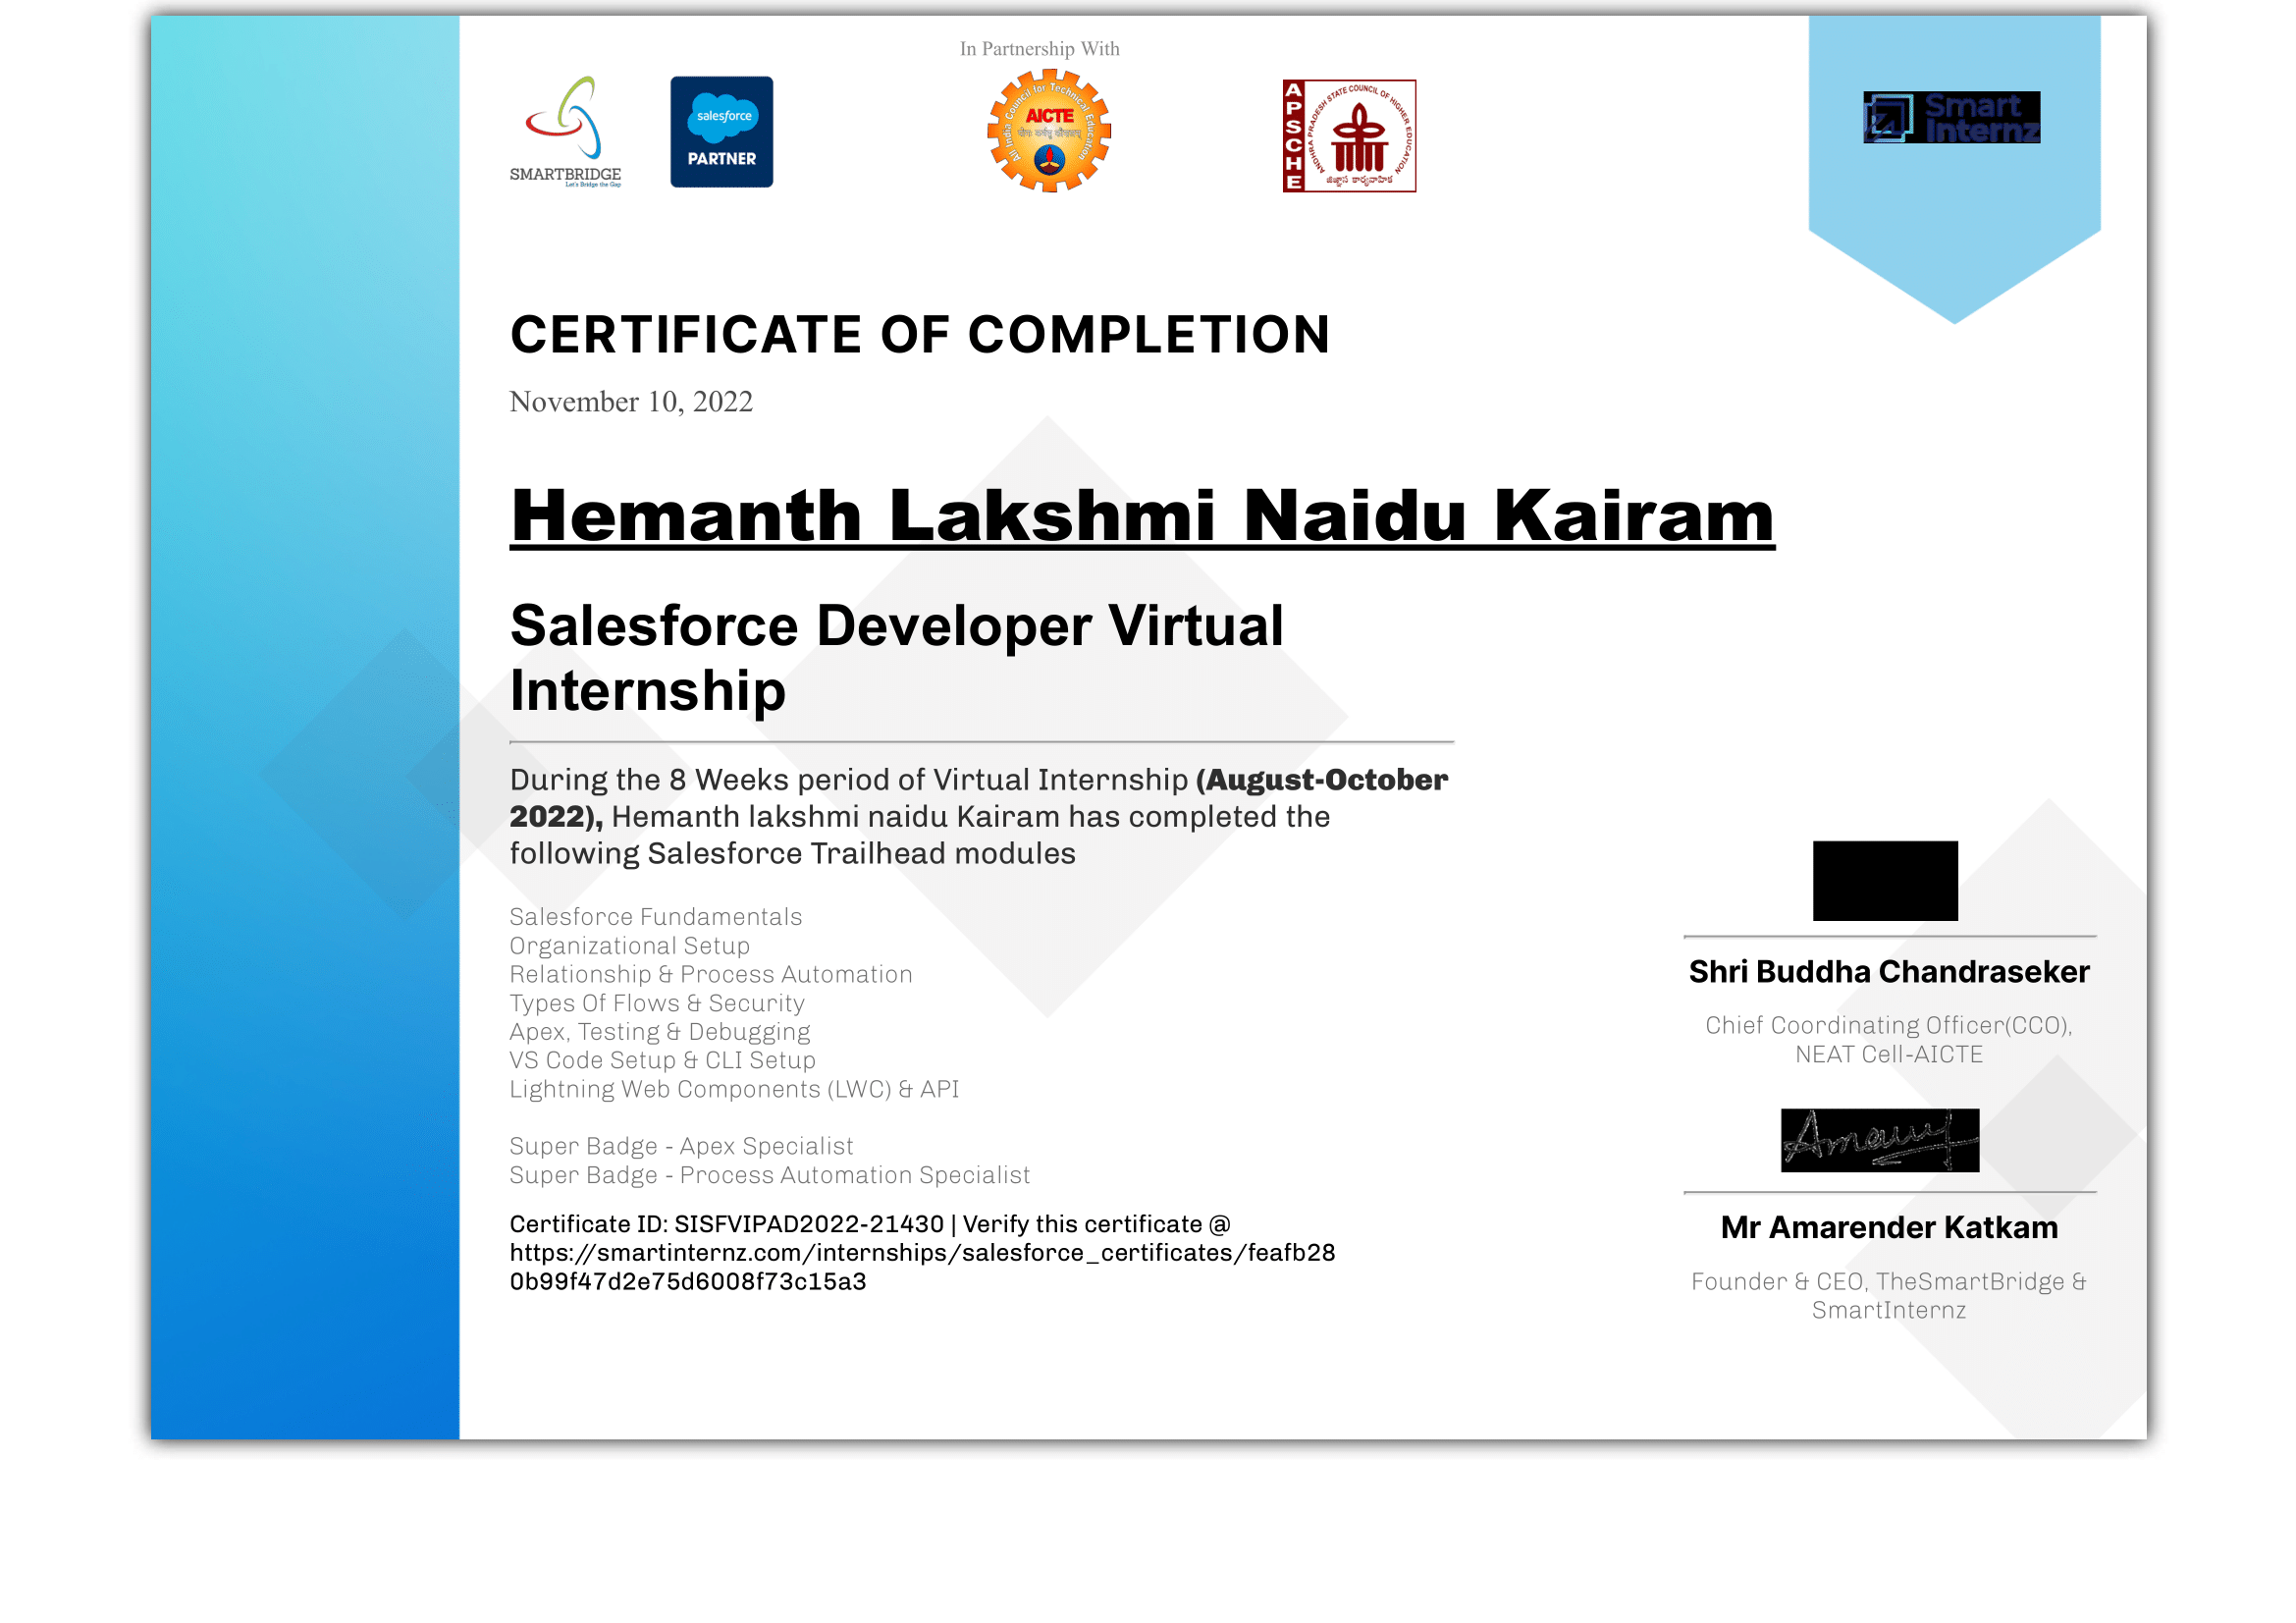 In Partnership With
SMARTBRIDGE
Let's Bridge the Gap
salesforce
PARTNER
All India Council for Technical Education
AICTE
APSCHE
ANDHRA PRADESH STATE COUNCIL OF HIGHER EDUCATION
Smart
Internz
CERTIFICATE OF COMPLETION
November 10, 2022
Hemanth Lakshmi Naidu Kairam
Salesforce Developer Virtual
Internship
During the 8 Weeks period of Virtual Internship (August-October
2022), Hemanth lakshmi naidu Kairam has completed the
following Salesforce Trailhead modules
Salesforce Fundamentals
Organizational Setup
Relationship & Process Automation
Types Of Flows & Security
Apex, Testing & Debugging
VS Code Setup & CLI Setup
Lightning Web Components (LWC) & API
Super Badge - Apex Specialist
Super Badge - Process Automation Specialist
Certificate ID: SISFVIPAD2022-21430 | Verify this certificate @
https://smartinternz.com/internships/salesforce_certificates/feafb28
0b99f47d2e75d6008f73c15a3
Shri Buddha Chandraseker
Chief Coordinating Officer(CCO),
NEAT Cell-AICTE
Mr Amarender Katkam
Founder & CEO, TheSmartBridge &
SmartInternz